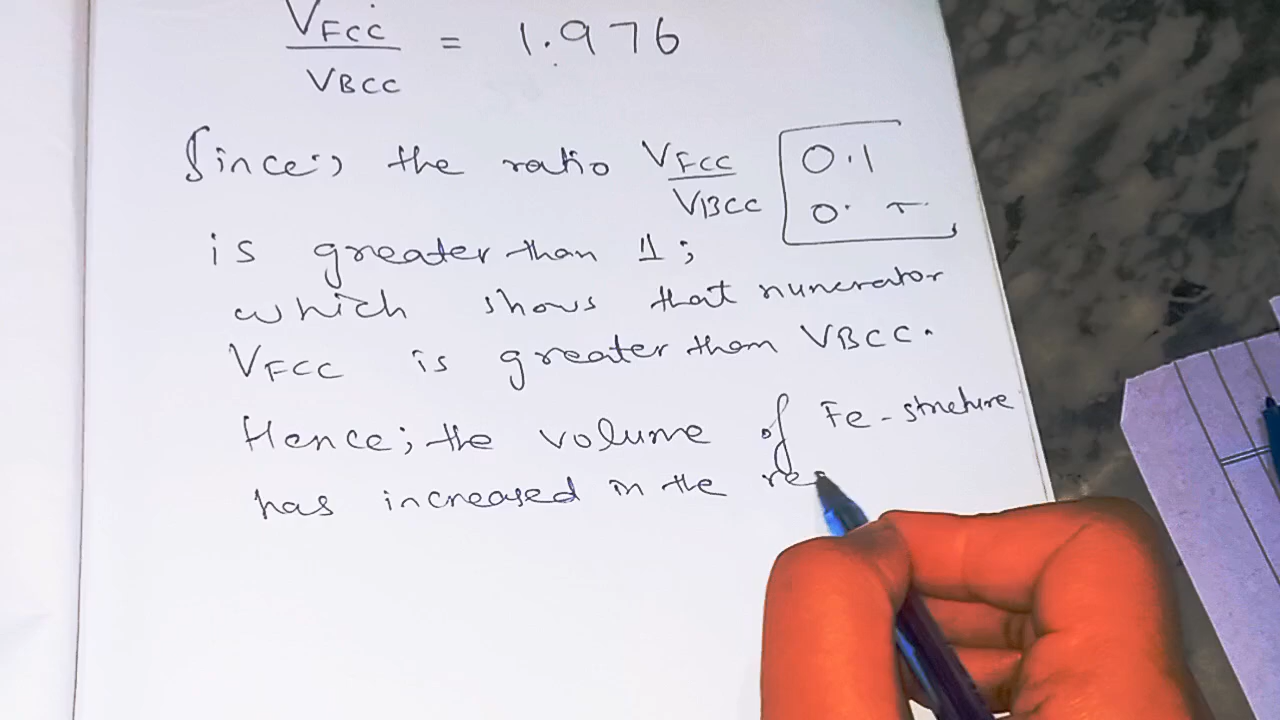 VFCC
VBCC
= 1.976
Since;, the ratio VFCC
VBCC
0.1
0.
is greater than 1;
which shows that numerator
VFCC is greater than VBCC.
Hence; the volume of Fe-structure
has increased in the re